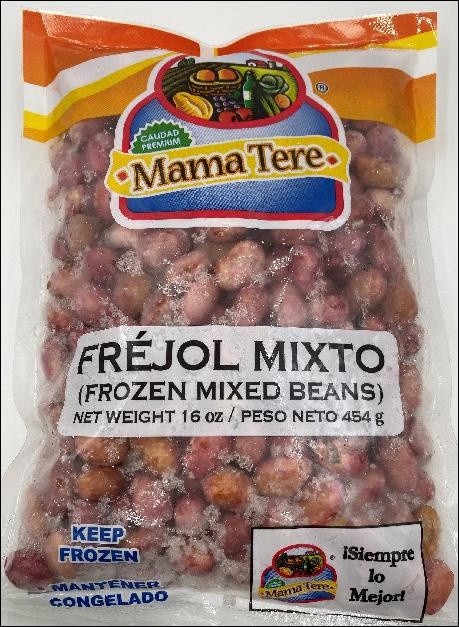 ®
CALIDAD
PREMIUM
Mama Tere
FRÉJOL MIXTO
(FROZEN MIXED BEANS)
NET WEIGHT 16 oz / PESO NETO 454 g
KEEP
FROZEN
MANTENER
CONGELADO
®
Mama Tere
¡Siempre
lo
Mejor!